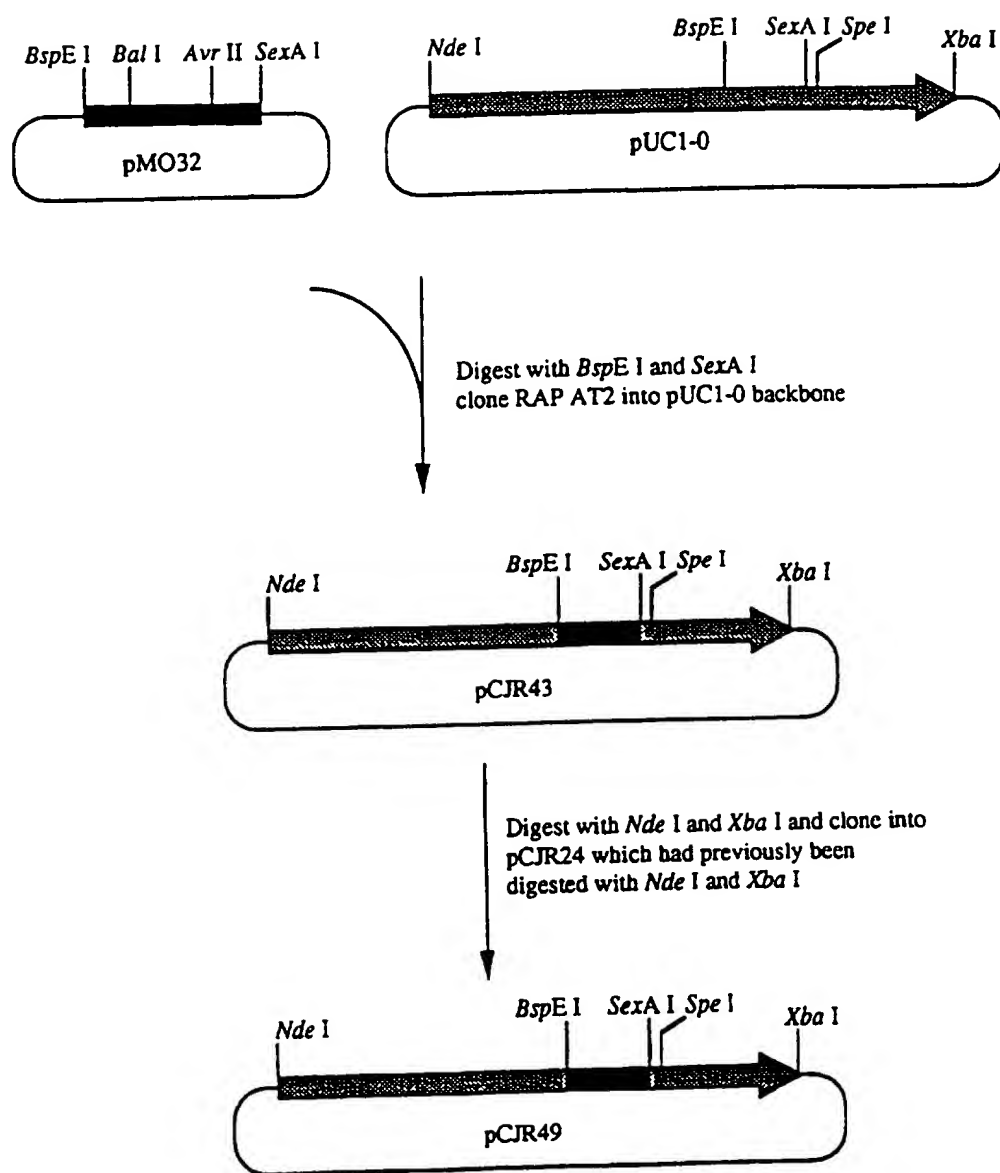 BspE I Bal I Avr II SexA I
pMO32
Nde I BspE I SexA I Spe I Xba I
pUC1-0
Digest with BspE I and SexA I
clone RAP AT2 into pUC1-0 backbone
Nde I BspE I SexA I Spe I Xba I
pCJR43
Digest with Nde I and Xba I and clone into
pCJR24 which had previously been
digested with Nde I and Xba I
Nde I BspE I SexA I Spe I Xba I
pCJR49